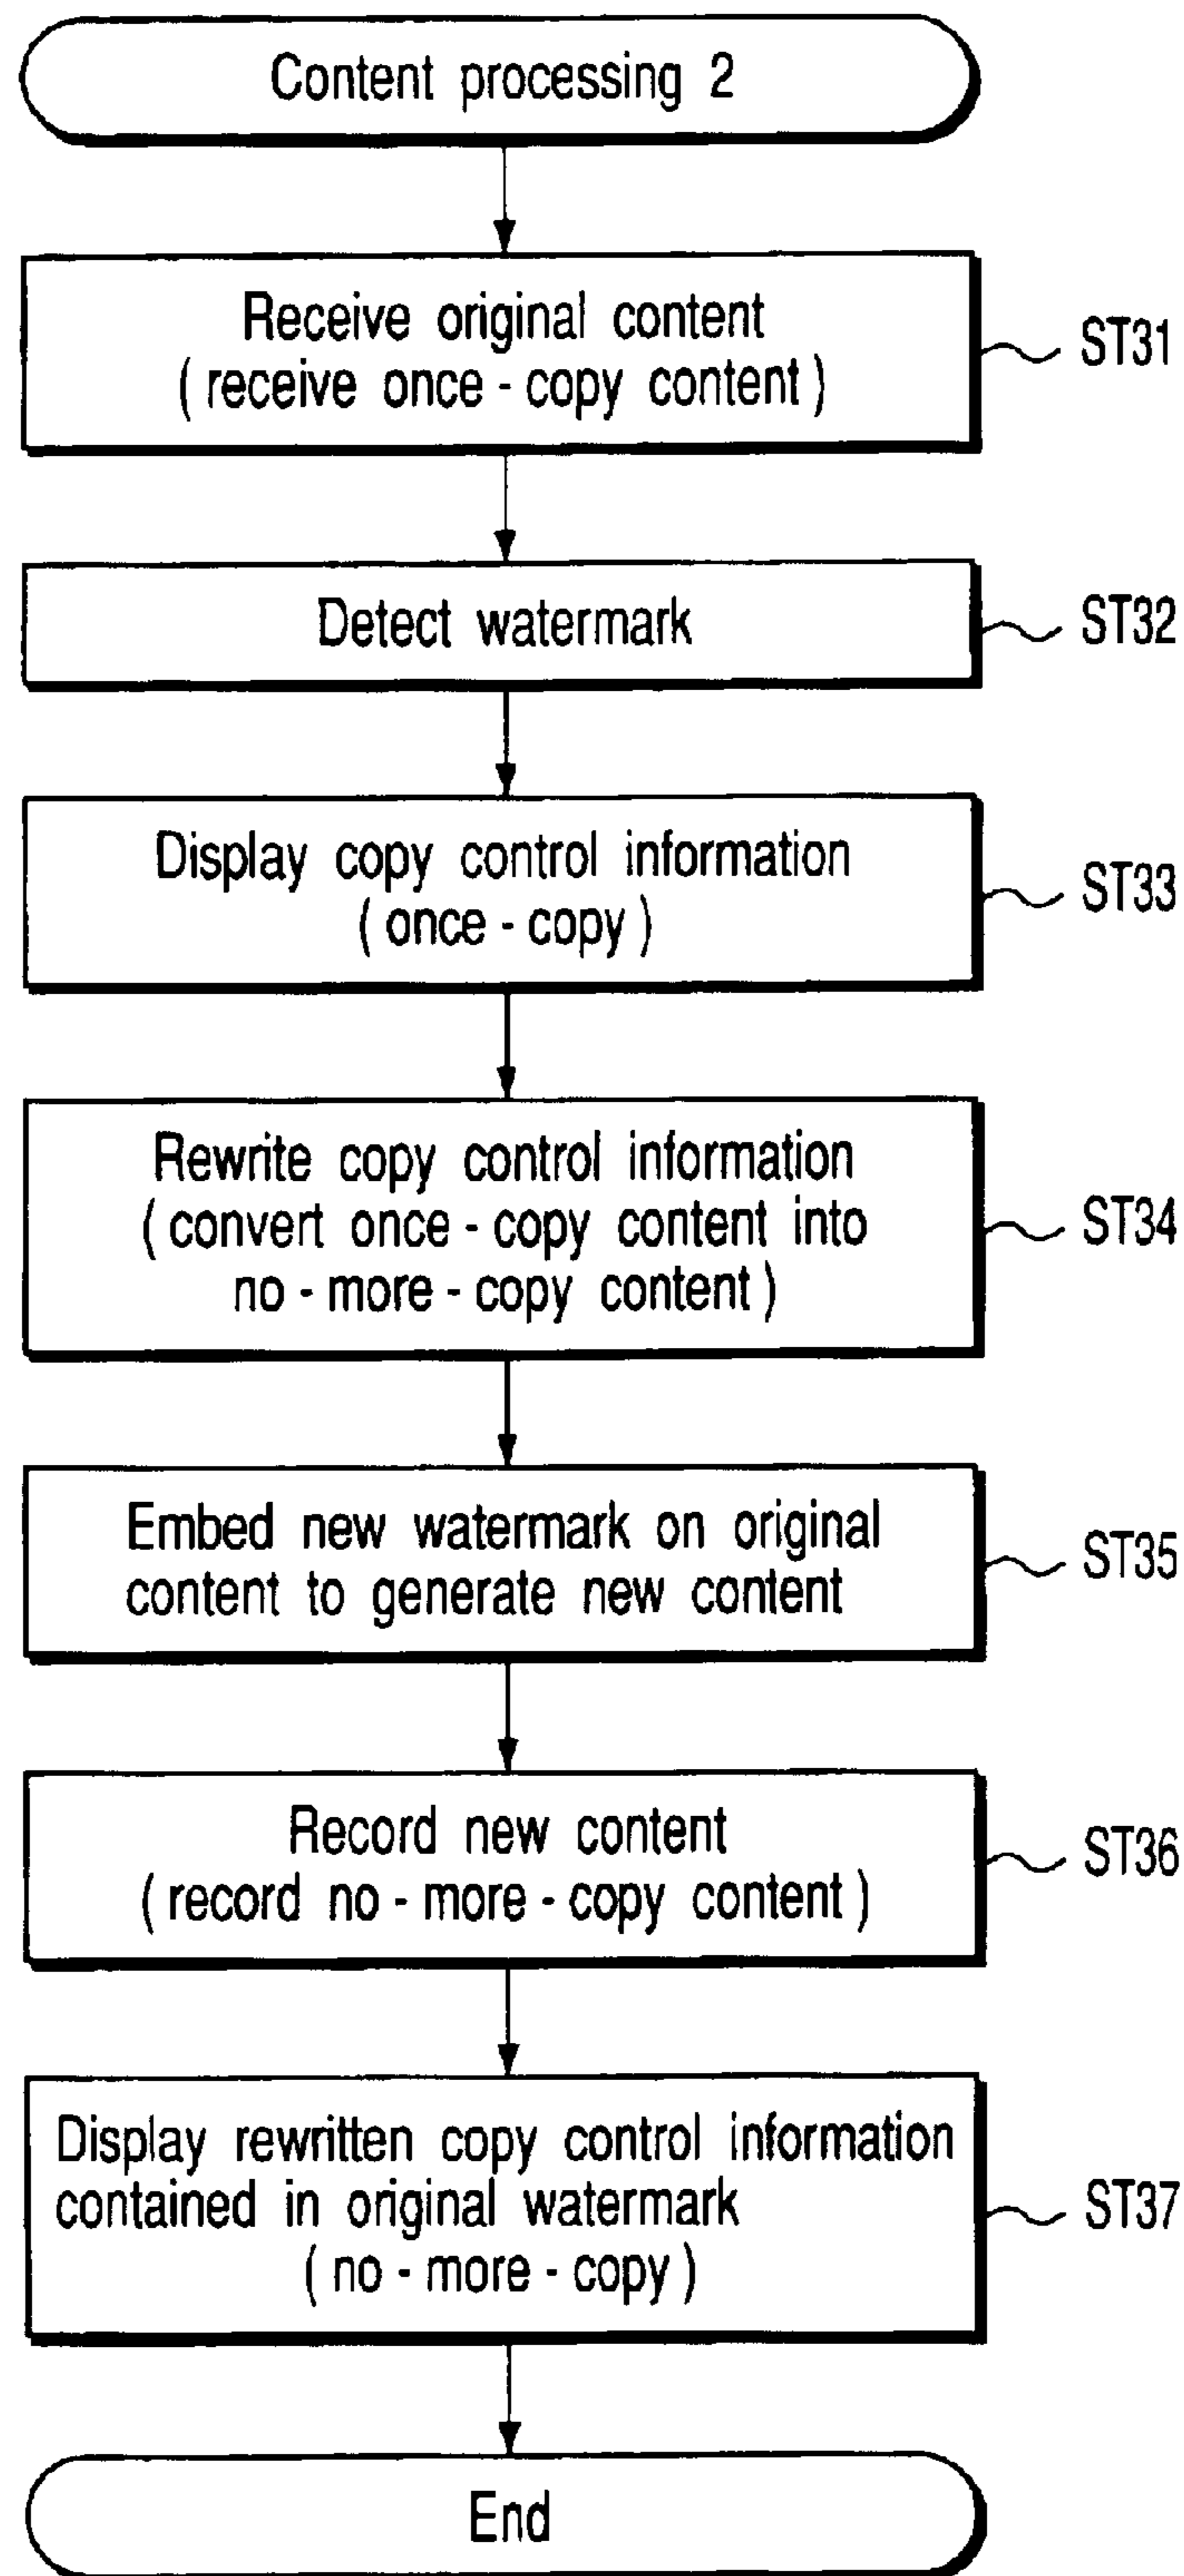 Content processing 2
Receive original content
( receive once - copy content )
ST31
Detect watermark
ST32
Display copy control information
( once - copy )
ST33
Rewrite copy control information
( convert once - copy content into
no - more - copy content )
ST34
Embed new watermark on original
content to generate new content
ST35
Record new content
( record no - more - copy content )
ST36
Display rewritten copy control information
contained in original watermark
( no - more - copy )
ST37
End